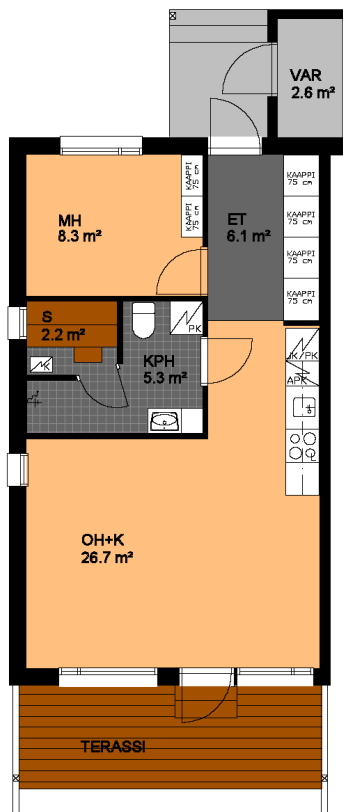 VAR
2.6 m²
KAAPPI
75 cm
KAAPPI
75 cm
KAAPPI
75 cm
KAAPPI
75 cm
KAAPPI
75 cm
KAAPPI
75 cm
MH
8.3 m²
ET
6.1 m²
S
2.2 m²
K
PK
KPH
5.3 m²
JK/PK
APK
L
OH+K
26.7 m²
TERASSI